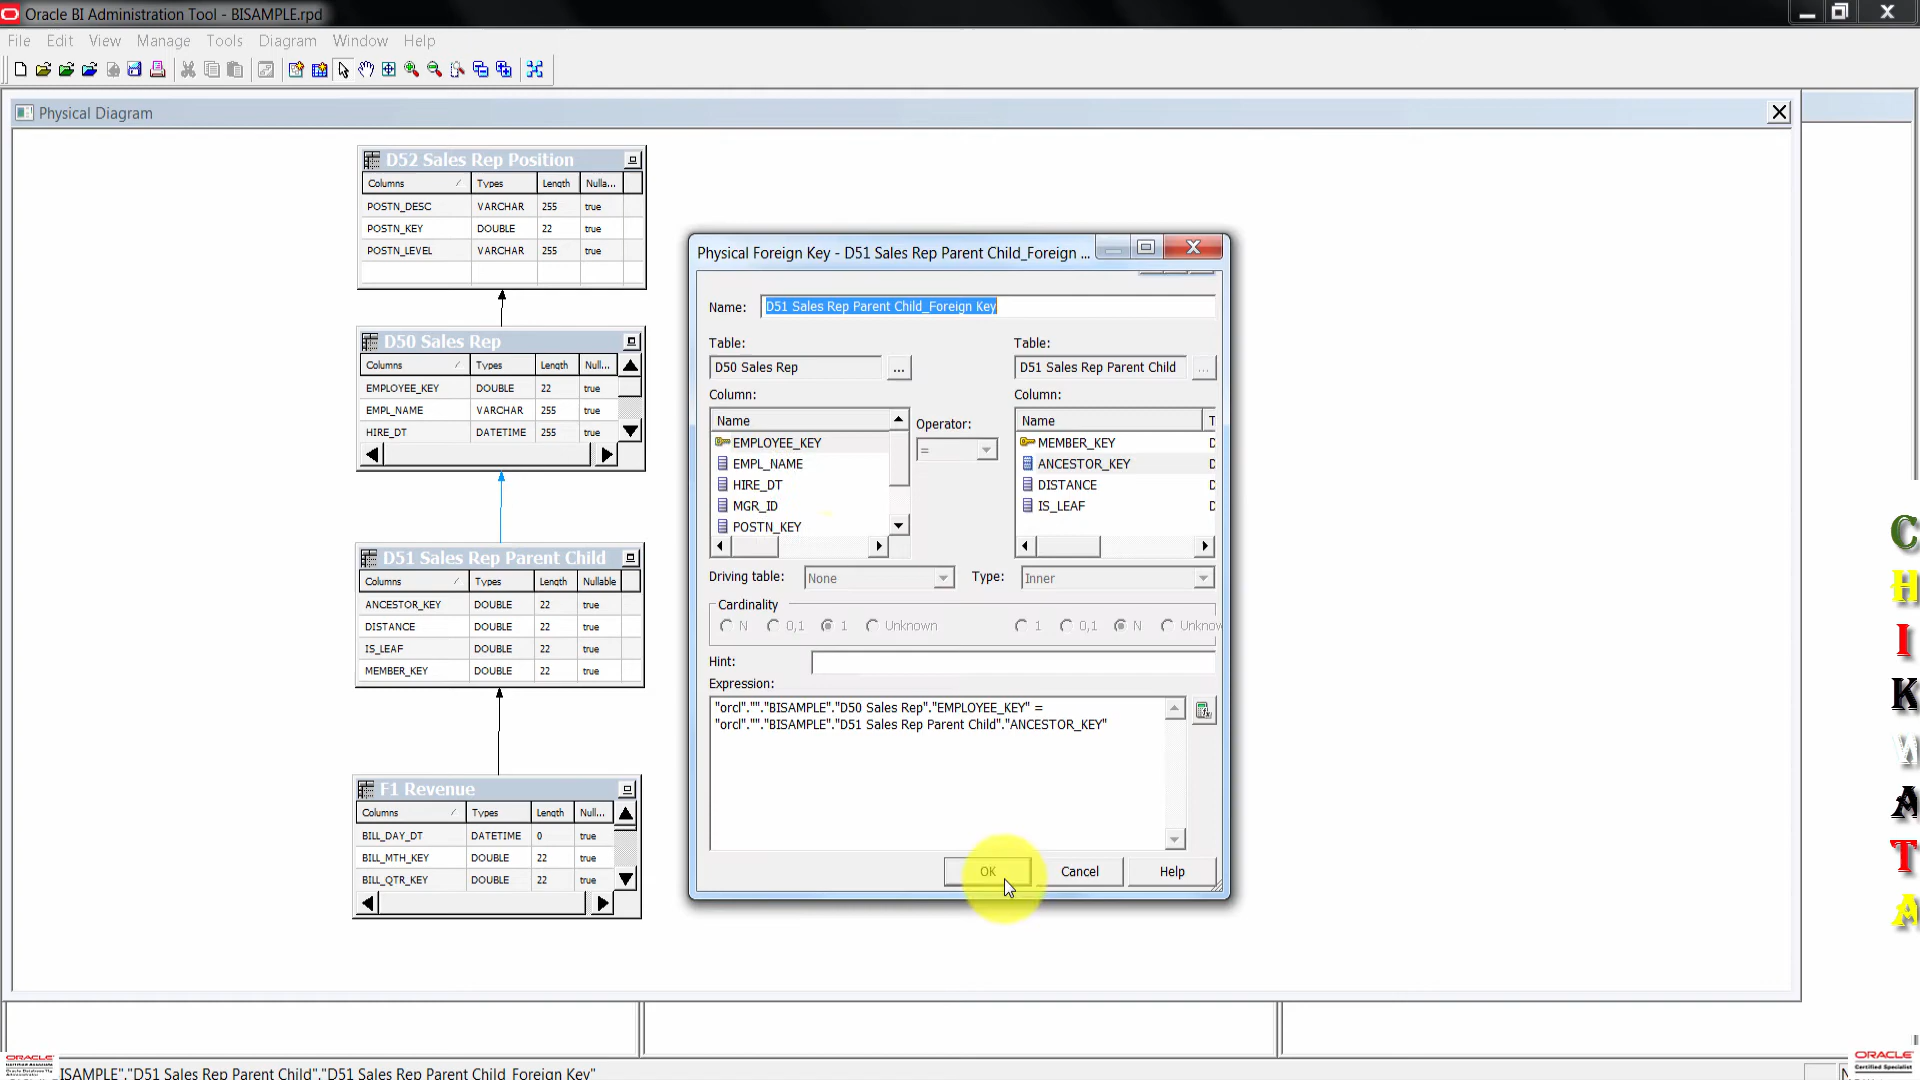 Oracle BI Administration Tool - BISAMPLE.rpd
File Edit View Manage Tools Diagram Window Help
Physical Diagram
D52 Sales Rep Position
Columns Types Length Nulla...
POSTN_DESC VARCHAR 255 true
POSTN_KEY DOUBLE 22 true
POSTN_LEVEL VARCHAR 255 true
D50 Sales Rep
Columns Types Length Null...
EMPLOYEE_KEY DOUBLE 22 true
EMPL_NAME VARCHAR 255 true
HIRE_DT DATETIME 255 true
D51 Sales Rep Parent Child
Columns Types Length Nullable
ANCESTOR_KEY DOUBLE 22 true
DISTANCE DOUBLE 22 true
IS_LEAF DOUBLE 22 true
MEMBER_KEY DOUBLE 22 true
F1 Revenue
Columns Types Length Null...
BILL_DAY_DT DATETIME 0 true
BILL_MTH_KEY DOUBLE 22 true
BILL_QTR_KEY DOUBLE 22 true
Physical Foreign Key - D51 Sales Rep Parent Child_Foreign ...
Name: D51 Sales Rep Parent Child_Foreign Key
Table: Table:
D50 Sales Rep ... D51 Sales Rep Parent Child ...
Column: Column:
Name Operator: Name T
EMPLOYEE_KEY = MEMBER_KEY D
EMPL_NAME ANCESTOR_KEY D
HIRE_DT DISTANCE D
MGR_ID IS_LEAF D
POSTN_KEY
Driving table: None Type: Inner
Cardinality
N 0,1 1 Unknown 1 0,1 N Unknow
Hint:
Expression:
"orcl".""."BISAMPLE"."D50 Sales Rep"."EMPLOYEE_KEY" =
"orcl".""."BISAMPLE"."D51 Sales Rep Parent Child"."ANCESTOR_KEY"
OK Cancel Help
CHIKWATA
ORACLE
ISAMPLE"."D51 Sales Rep Parent Child"."D51 Sales Rep Parent Child_Foreign Key"
ORACLE
Certified Specialist